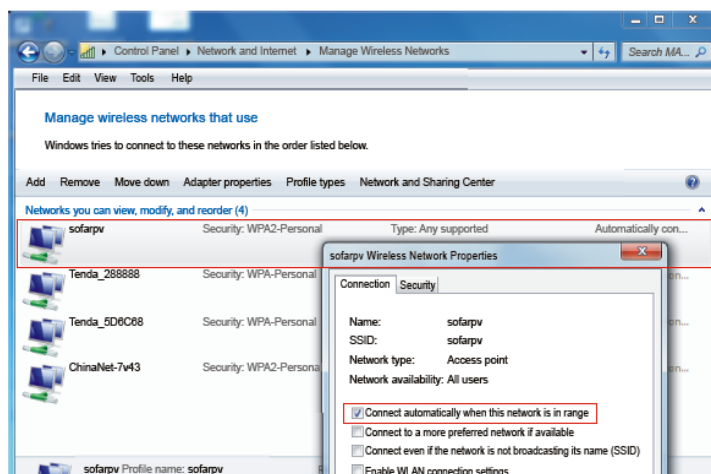 Control Panel Network and Internet Manage Wireless Networks Search MA...
File Edit View Tools Help
Manage wireless networks that use
Windows tries to connect to these networks in the order listed below.
Add Remove Move down Adapter properties Profile types Network and Sharing Center
Networks you can view, modify, and reorder (4)
sofarpv Security: WPA2-Personal Type: Any supported Automatically con...
Tenda_288888 Security: WPA-Personal
Tenda_5D6C68 Security: WPA-Personal
ChinaNet-7v43 Security: WPA2-Persona
sofarpv Wireless Network Properties
Connection Security
Name: sofarpv
SSID: sofarpv
Network type: Access point
Network availability: All users
Connect automatically when this network is in range
Connect to a more preferred network if available
Connect even if the network is not broadcasting its name (SSID)
Enable WLAN connection settings
sofarpv Profile name: sofarpv